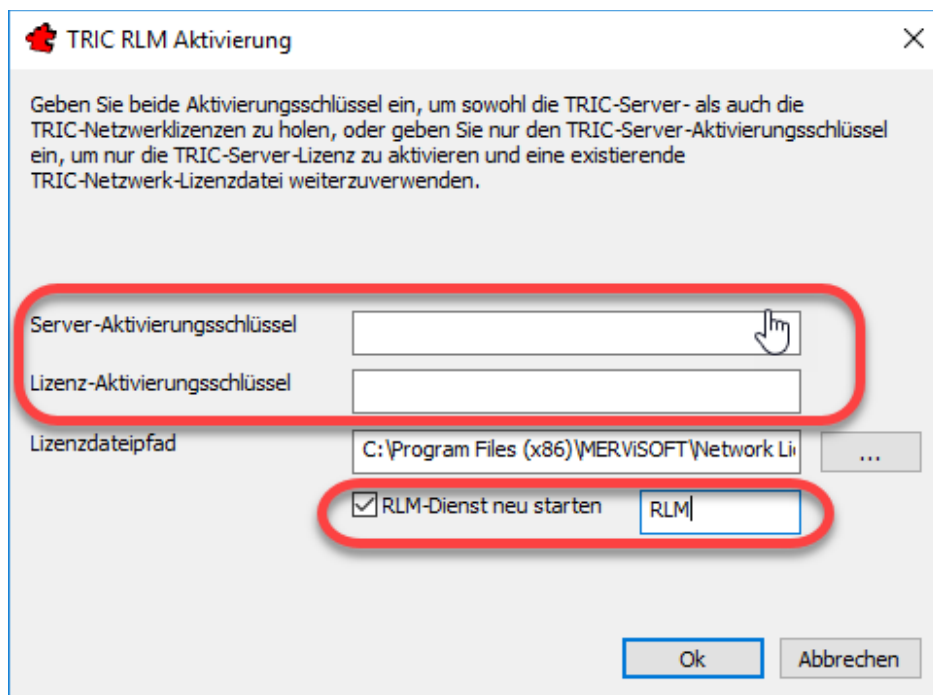 TRIC RLM Aktivierung
Geben Sie beide Aktivierungsschlüssel ein, um sowohl die TRIC-Server- als auch die
TRIC-Netzwerklizenzen zu holen, oder geben Sie nur den TRIC-Server-Aktivierungsschlüssel
ein, um nur die TRIC-Server-Lizenz zu aktivieren und eine existierende
TRIC-Netzwerk-Lizenzdatei weiterzuverwenden.
Server-Aktivierungsschlüssel
Lizenz-Aktivierungsschlüssel
Lizenzdateipfad
C:\Program Files (x86)\MERViSOFT\Network Li
...
RLM-Dienst neu starten
RLM
Ok
Abbrechen